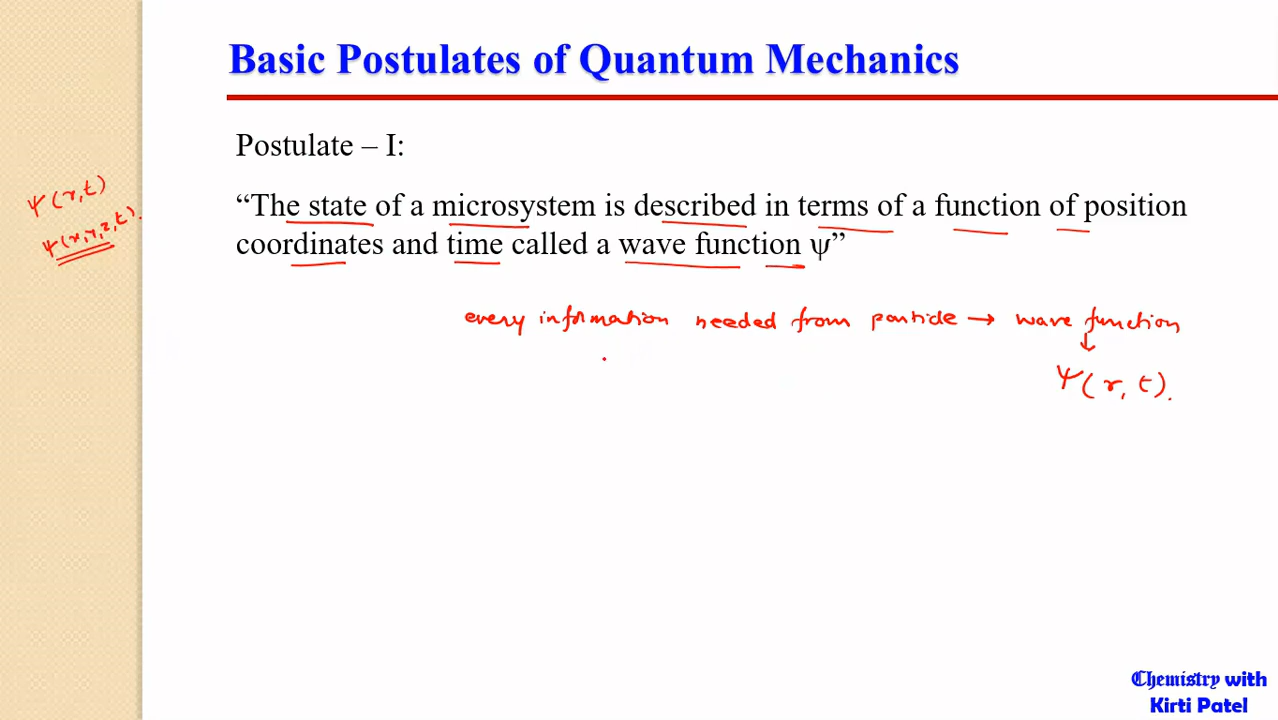 Basic Postulates of Quantum Mechanics
Postulate – I:
“The state of a microsystem is described in terms of a function of position
coordinates and time called a wave function ψ”
ψ(r,t)
ψ(x,y,z,t).
every information needed from particle → wave function
↓
ψ(r, t).
Chemistry with
Kirti Patel